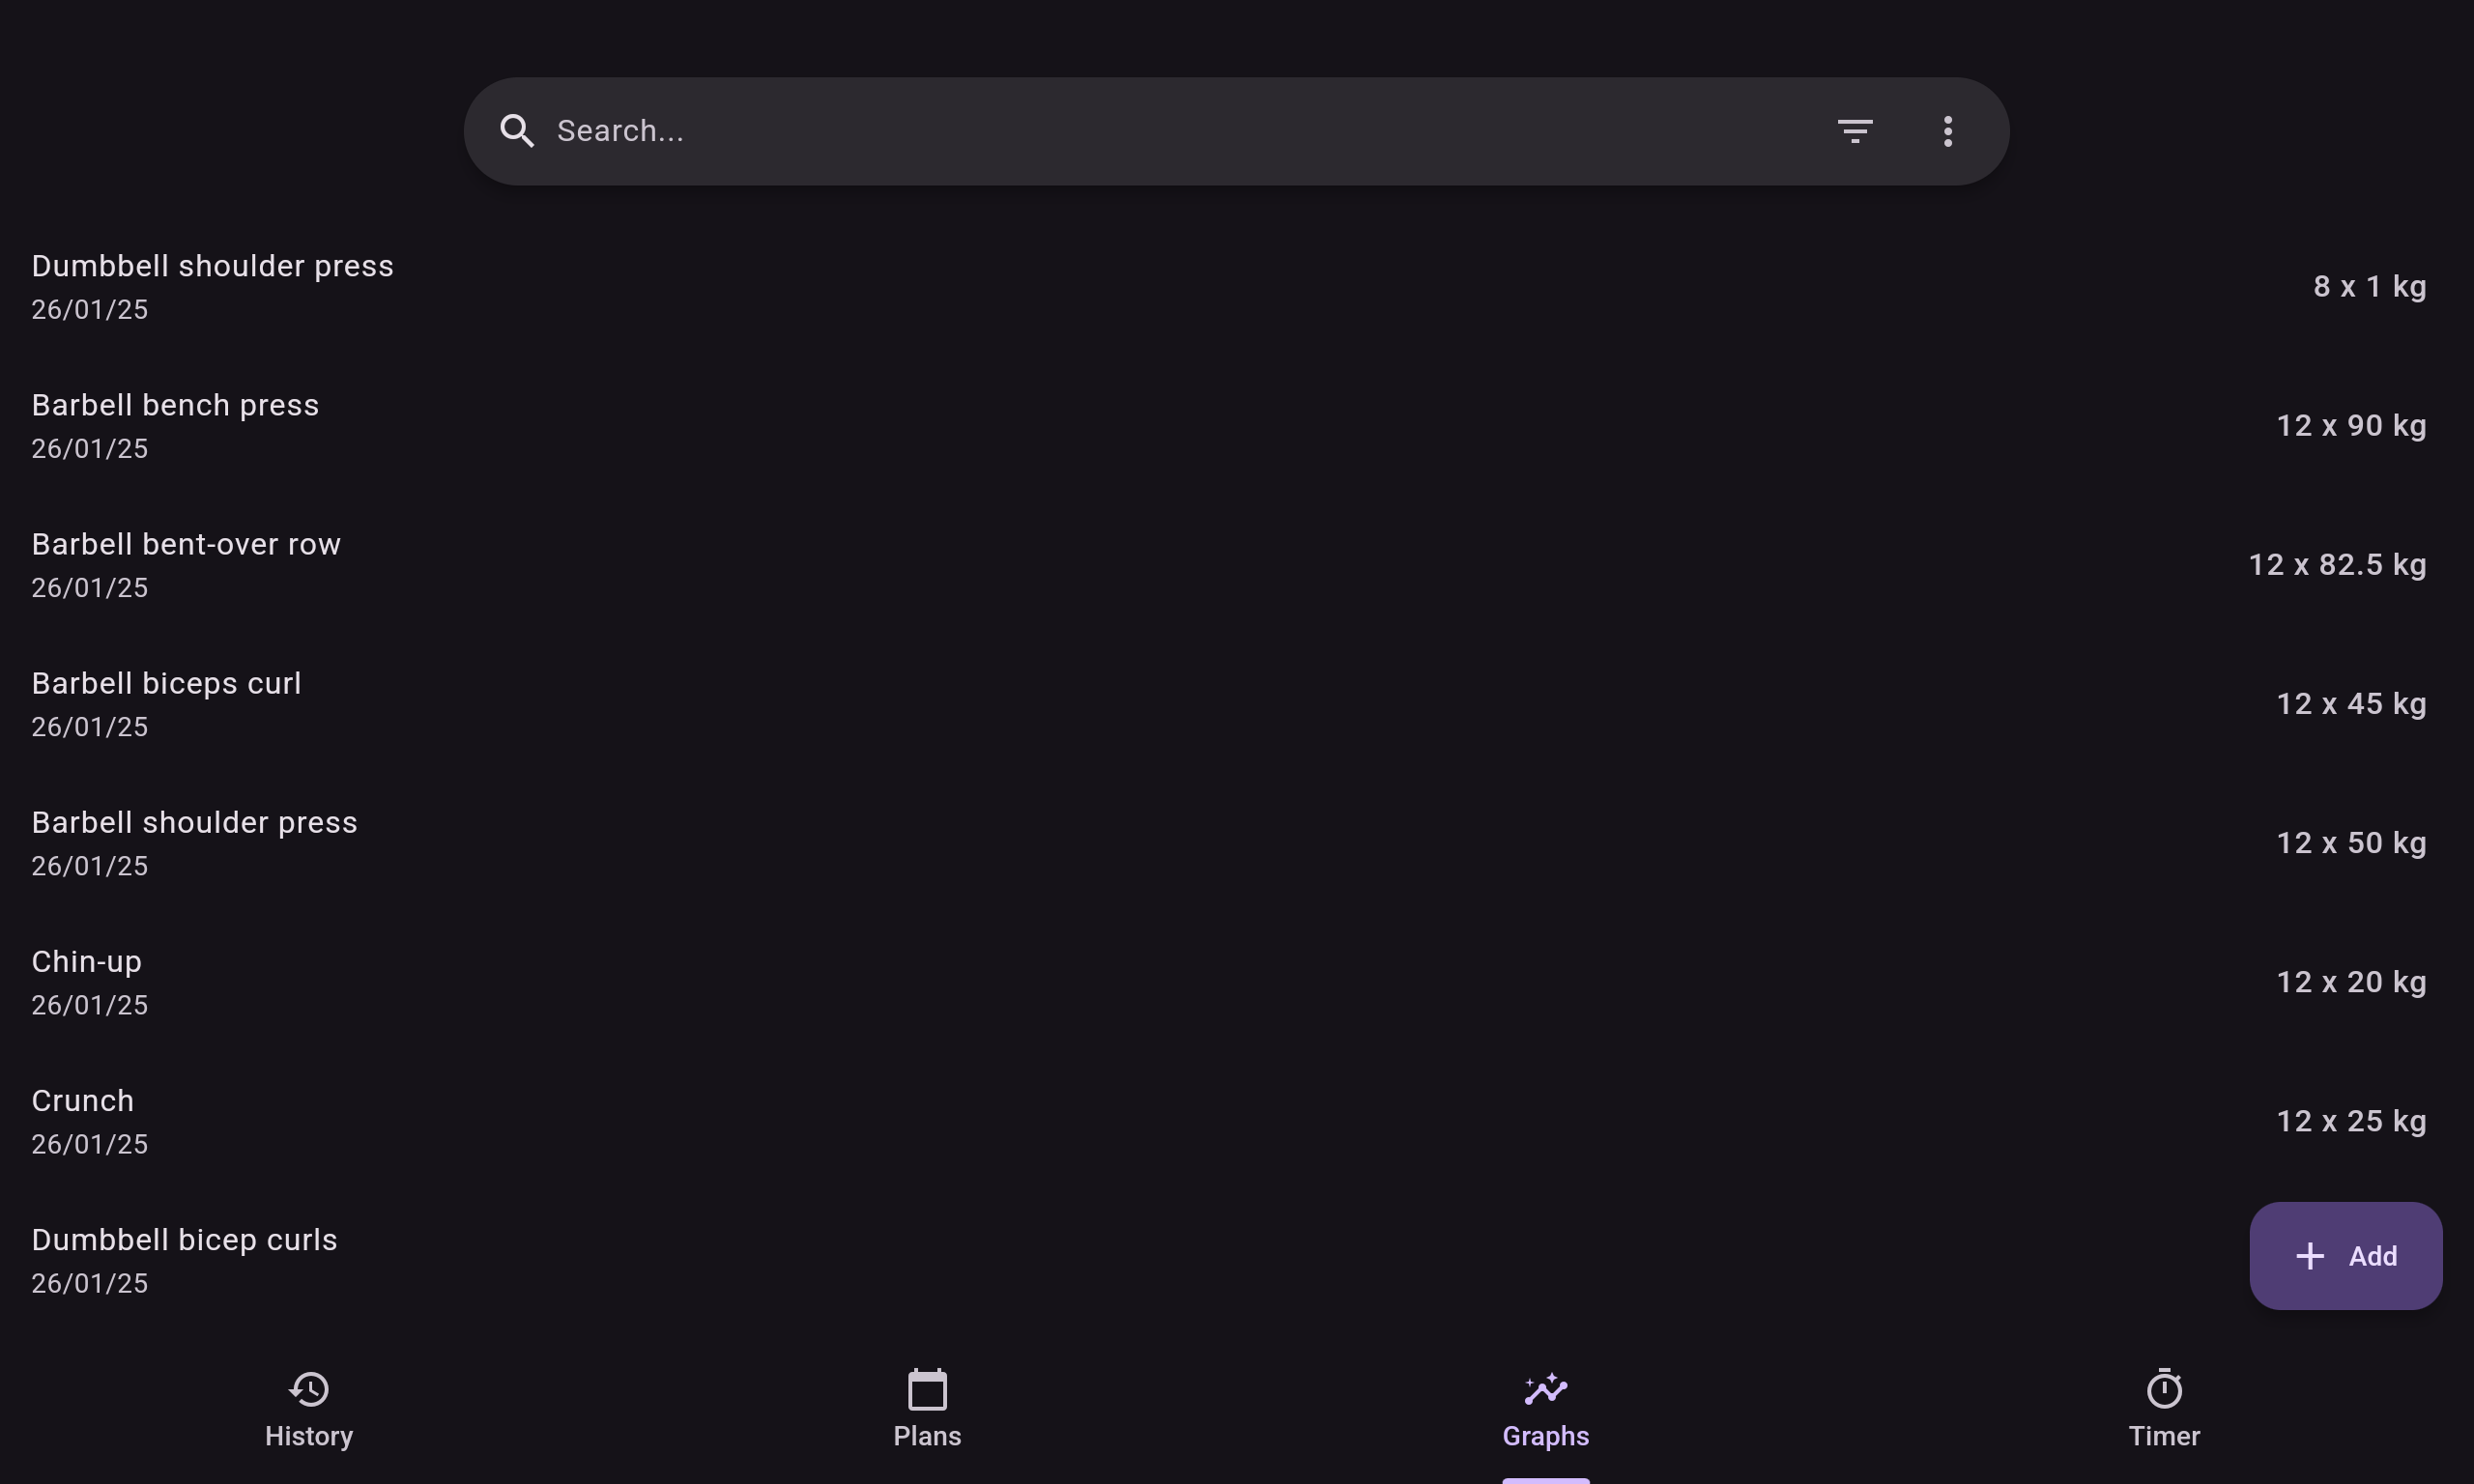 Search...
Dumbbell shoulder press
26/01/25
8 x 1 kg
Barbell bench press
26/01/25
12 x 90 kg
Barbell bent-over row
26/01/25
12 x 82.5 kg
Barbell biceps curl
26/01/25
12 x 45 kg
Barbell shoulder press
26/01/25
12 x 50 kg
Chin-up
26/01/25
12 x 20 kg
Crunch
26/01/25
12 x 25 kg
Dumbbell bicep curls
26/01/25
Add
History
Plans
Graphs
Timer